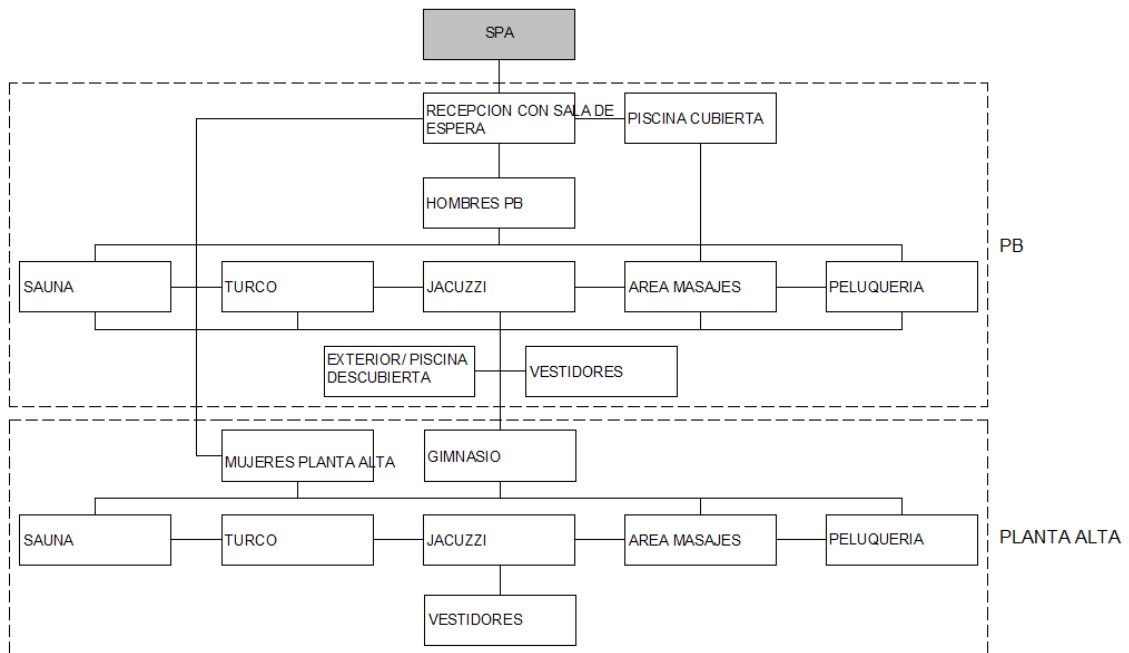 SPA
RECEPCION CON SALA DE
ESPERA
PISCINA CUBIERTA
HOMBRES PB
PB
SAUNA
TURCO
JACUZZI
AREA MASAJES
PELUQUERIA
EXTERIOR/ PISCINA
DESCUBIERTA
VESTIDORES
MUJERES PLANTA ALTA
GIMNASIO
SAUNA
TURCO
JACUZZI
AREA MASAJES
PELUQUERIA
PLANTA ALTA
VESTIDORES